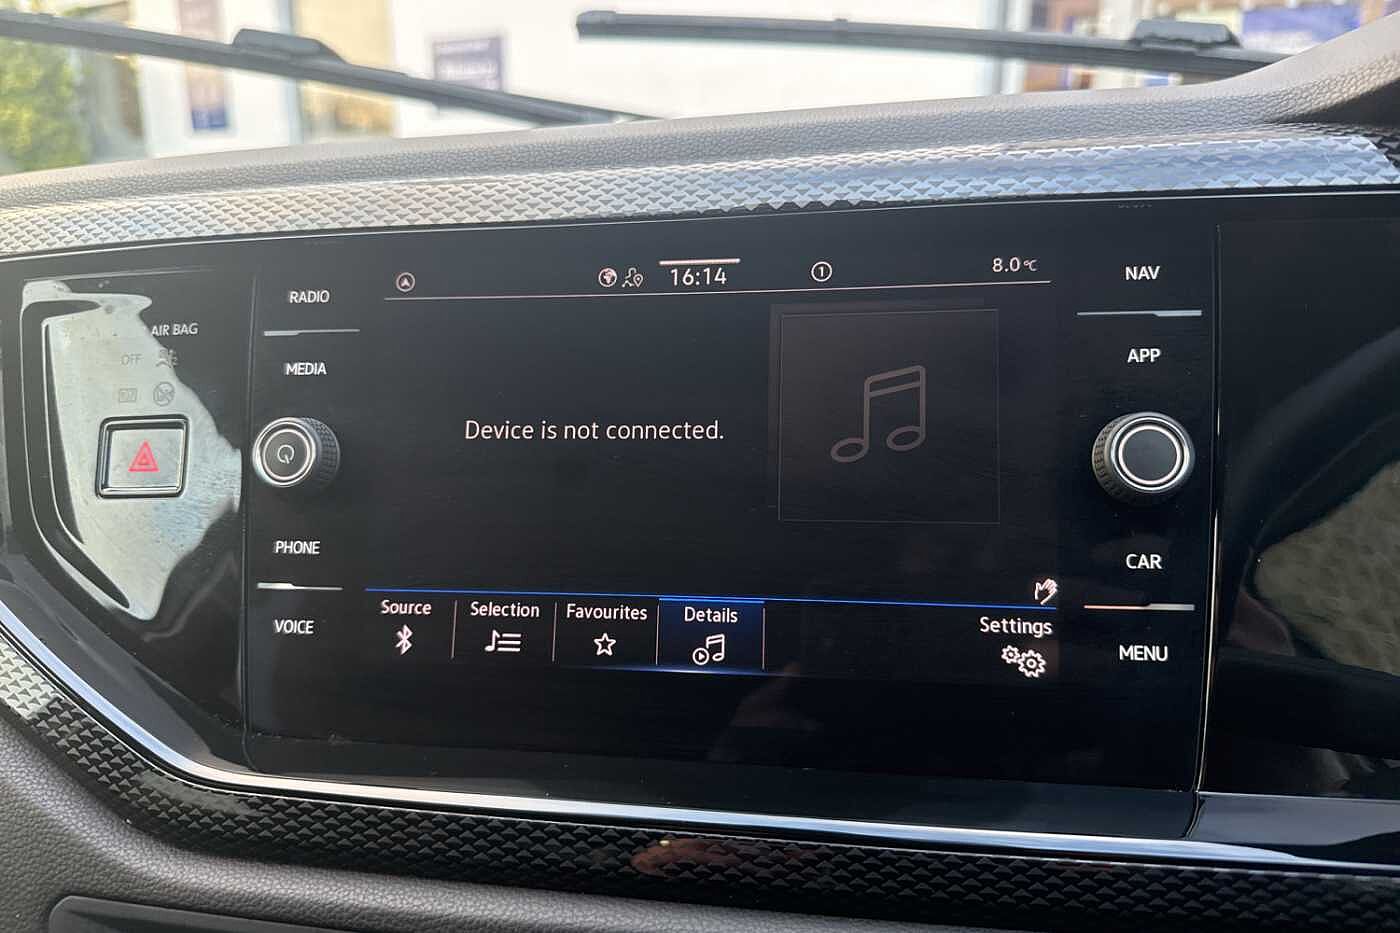 16:14
1
8.0°C
RADIO
MEDIA
PHONE
VOICE
AIR BAG
OFF
Device is not connected.
Source
Selection
Favourites
Details
Settings
NAV
APP
CAR
MENU